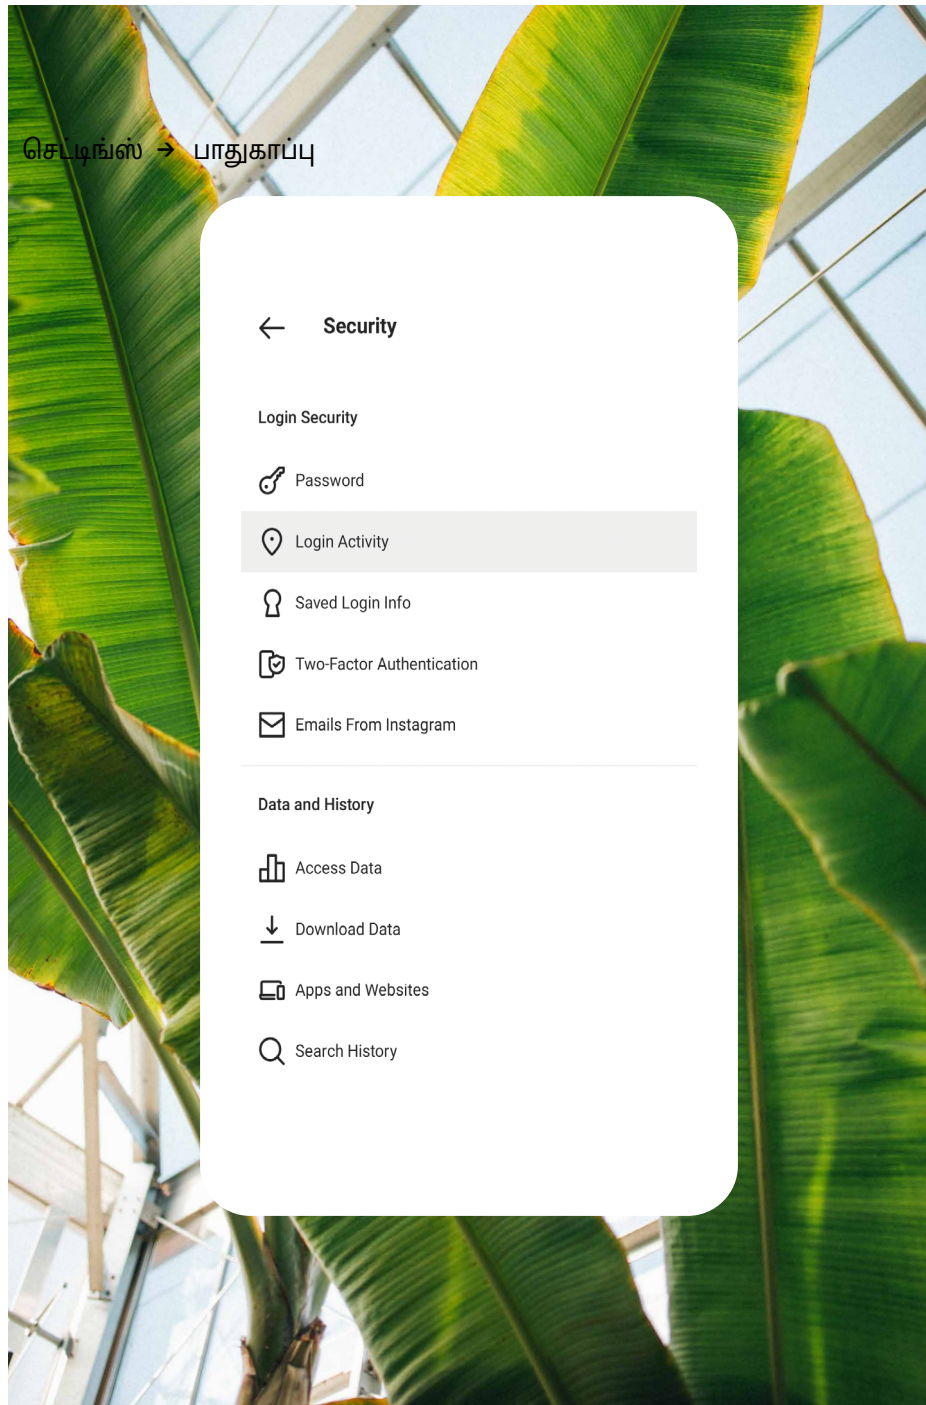 செட்டிங்ஸ் → பாதுகாப்பு
Security
Login Security
Password
Login Activity
Saved Login Info
Two-Factor Authentication
Emails From Instagram
Data and History
Access Data
Download Data
Apps and Websites
Search History